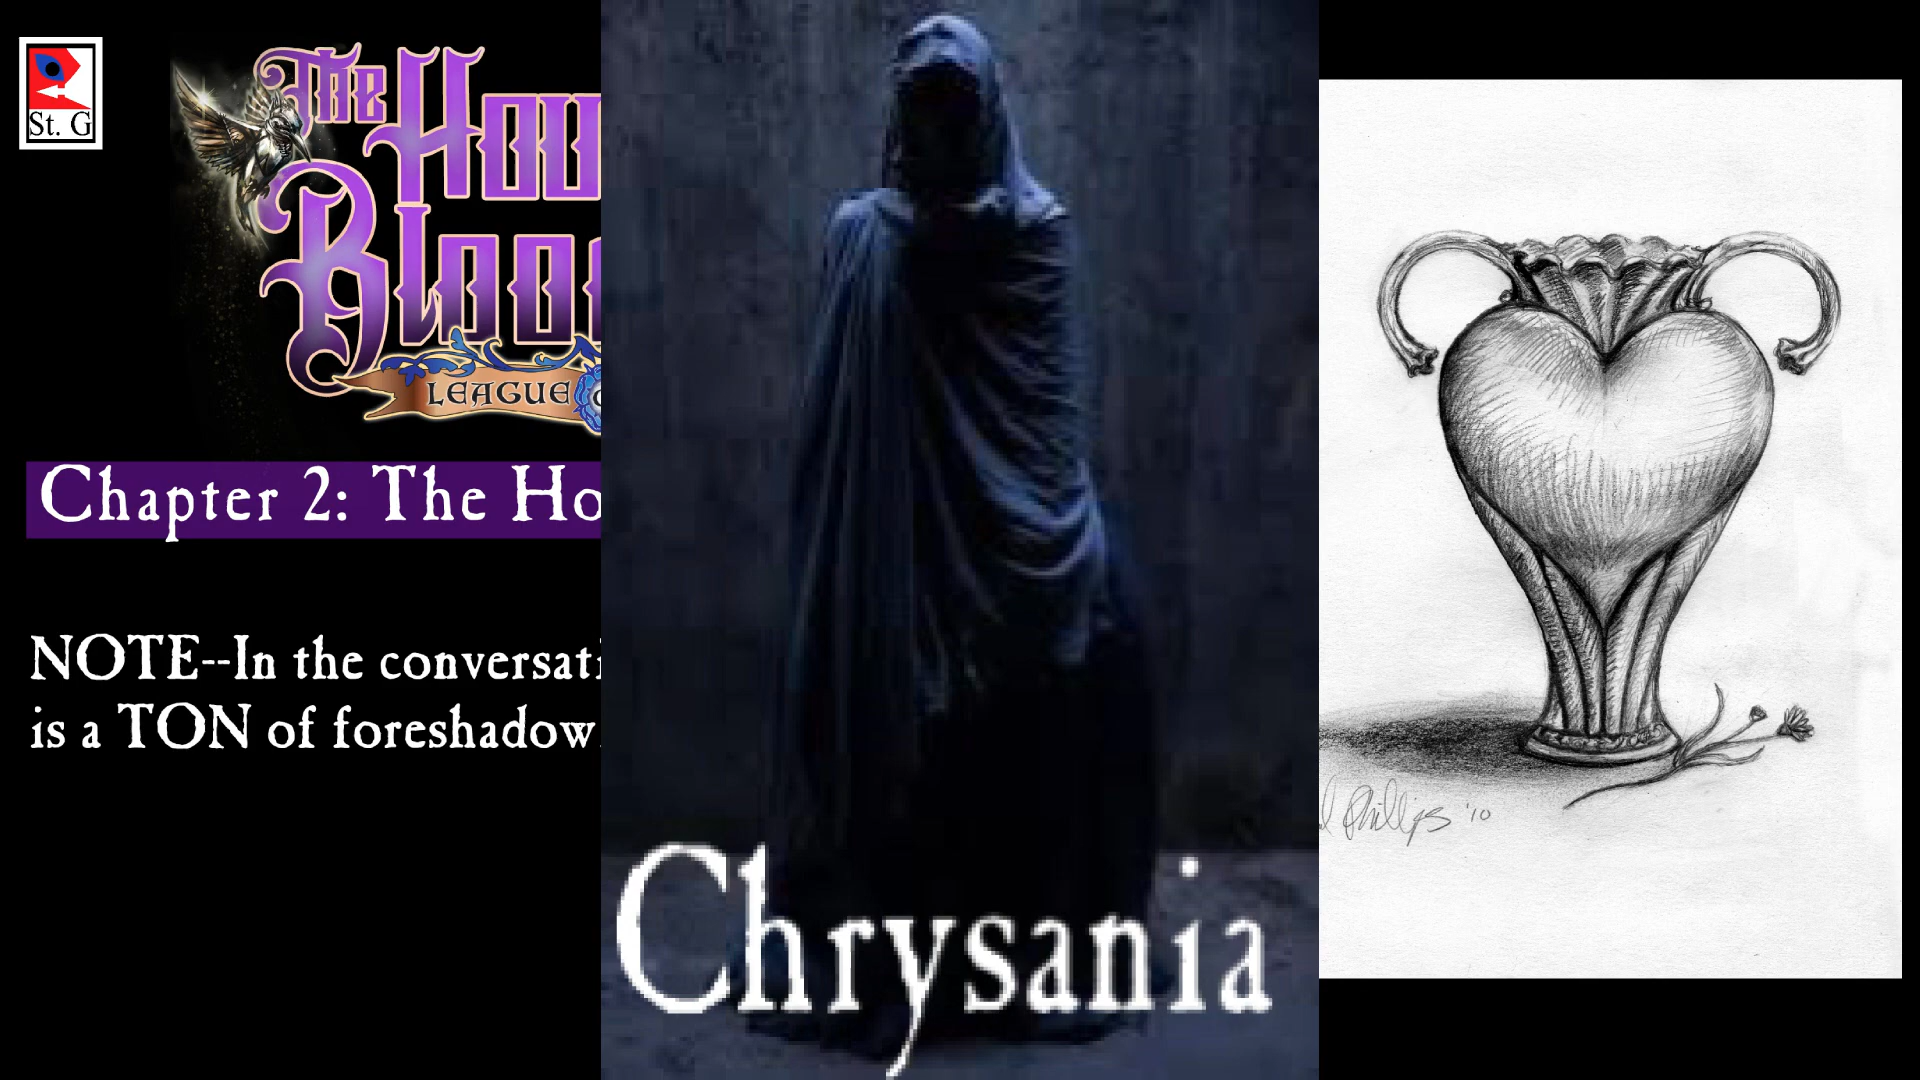 St. G
The Hou
Bloo
LEAGUE
Chapter 2: The Ho
NOTE--In the conversati
is a TON of foreshadow
Chrysania
Phillips '10